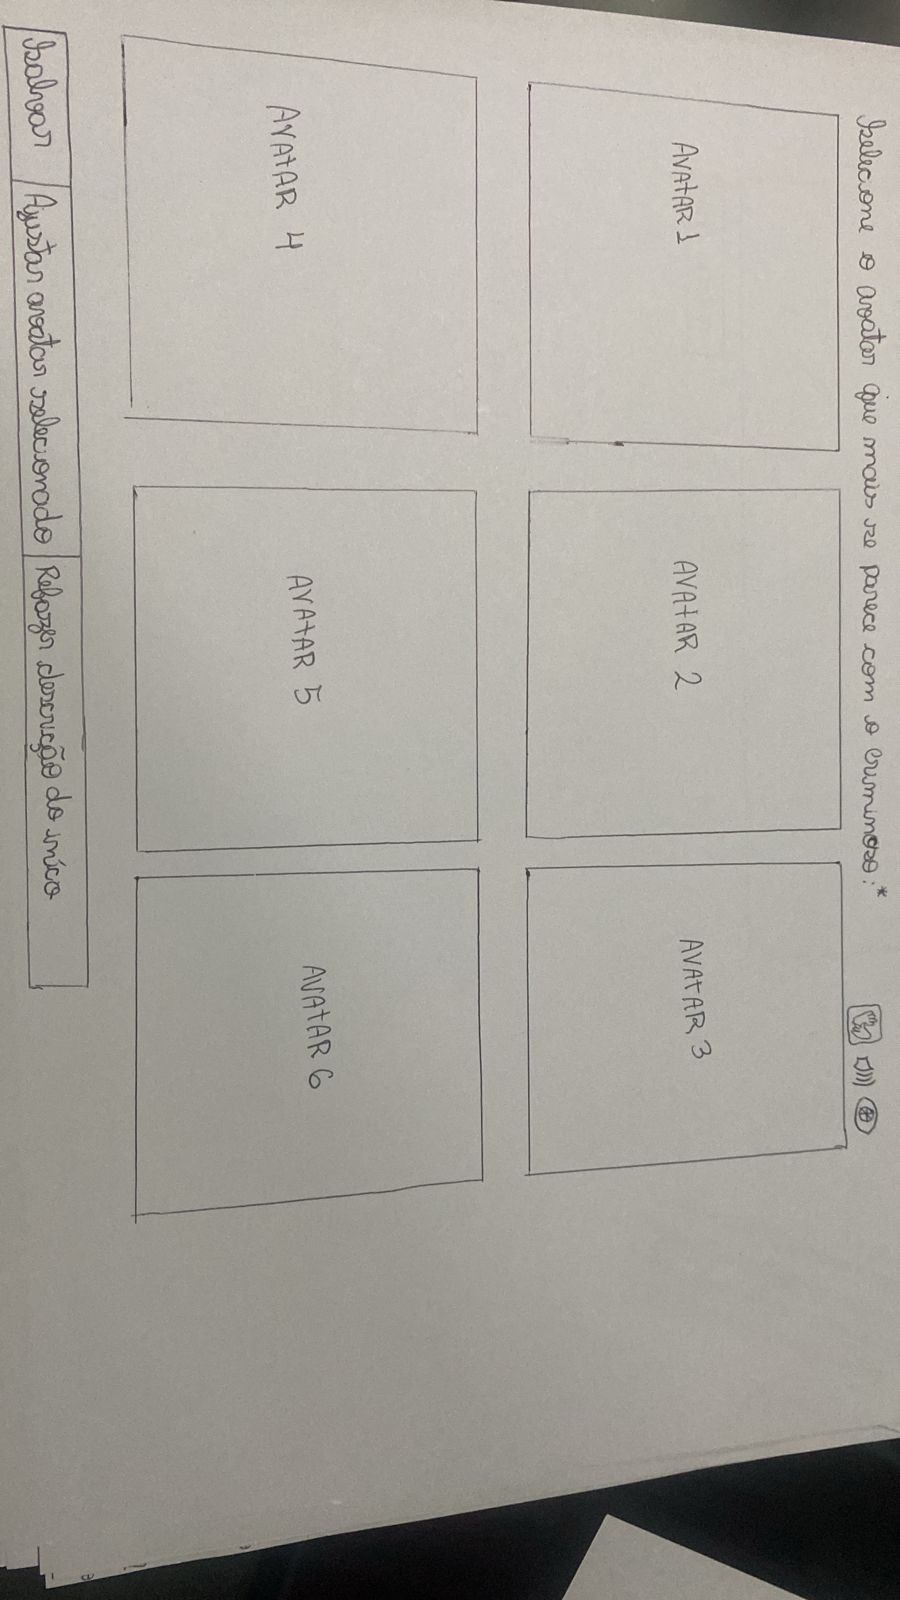 Selecione o avatar que mais se parece com o criminoso:*
AVAtAR 1
AVAtAR 2
AVAtAR 3
AVAtAR 4
AVAtAR 5
AVAtAR 6
Salvar
Ajustar avatar selecionado
Refazer descrição do iníco